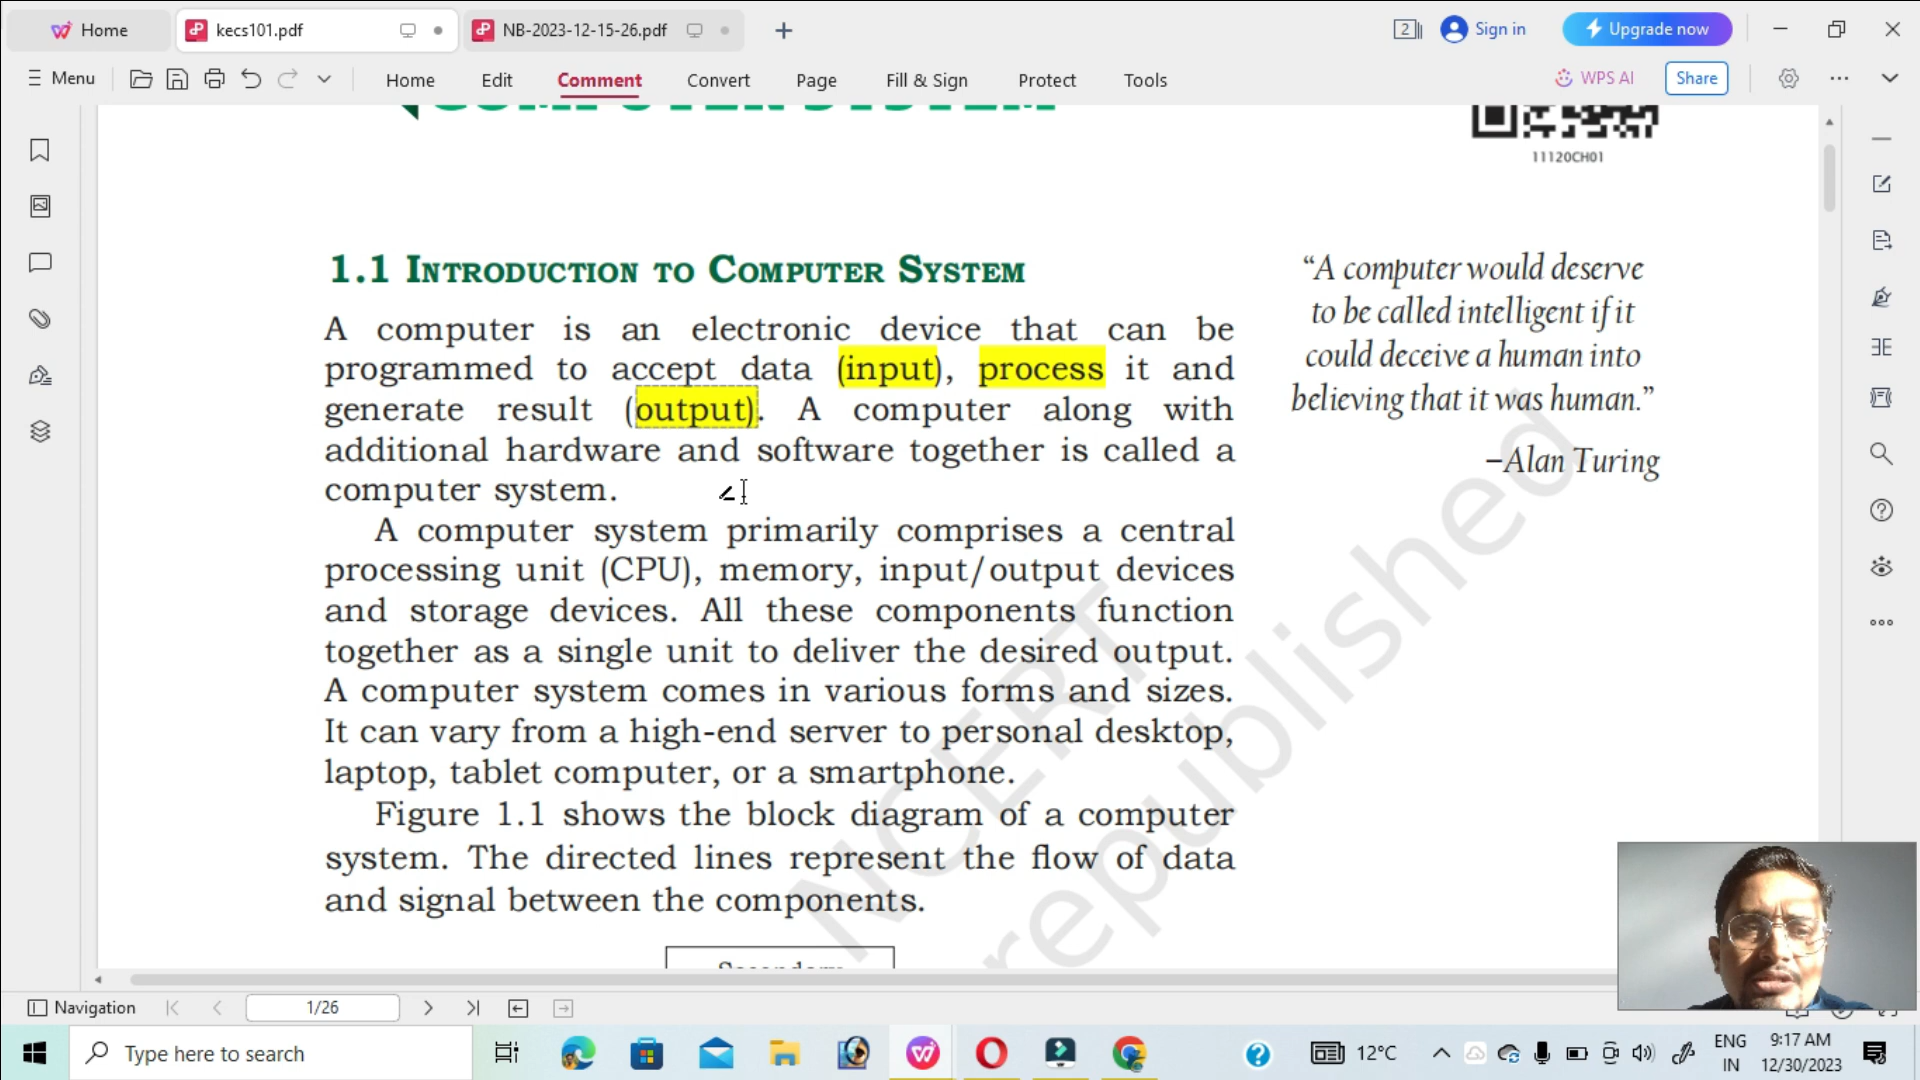 Home
kecs101.pdf
NB-2023-12-15-26.pdf
2
Sign in
Upgrade now
Menu
Home
Edit
Comment
Convert
Page
Fill & Sign
Protect
Tools
WPS AI
Share
COMPUTER SYSTEM
11120CH01
1.1 INTRODUCTION TO COMPUTER SYSTEM
A computer is an electronic device that can be
programmed to accept data (input), process it and
generate result (output). A computer along with
additional hardware and software together is called a
computer system.
A computer system primarily comprises a central
processing unit (CPU), memory, input/output devices
and storage devices. All these components function
together as a single unit to deliver the desired output.
A computer system comes in various forms and sizes.
It can vary from a high-end server to personal desktop,
laptop, tablet computer, or a smartphone.
Figure 1.1 shows the block diagram of a computer
system. The directed lines represent the flow of data
and signal between the components.
“A computer would deserve
to be called intelligent if it
could deceive a human into
believing that it was human.”
–Alan Turing
NCERT
republished
Navigation
1/26
Type here to search
12°C
ENG
IN
9:17 AM
12/30/2023